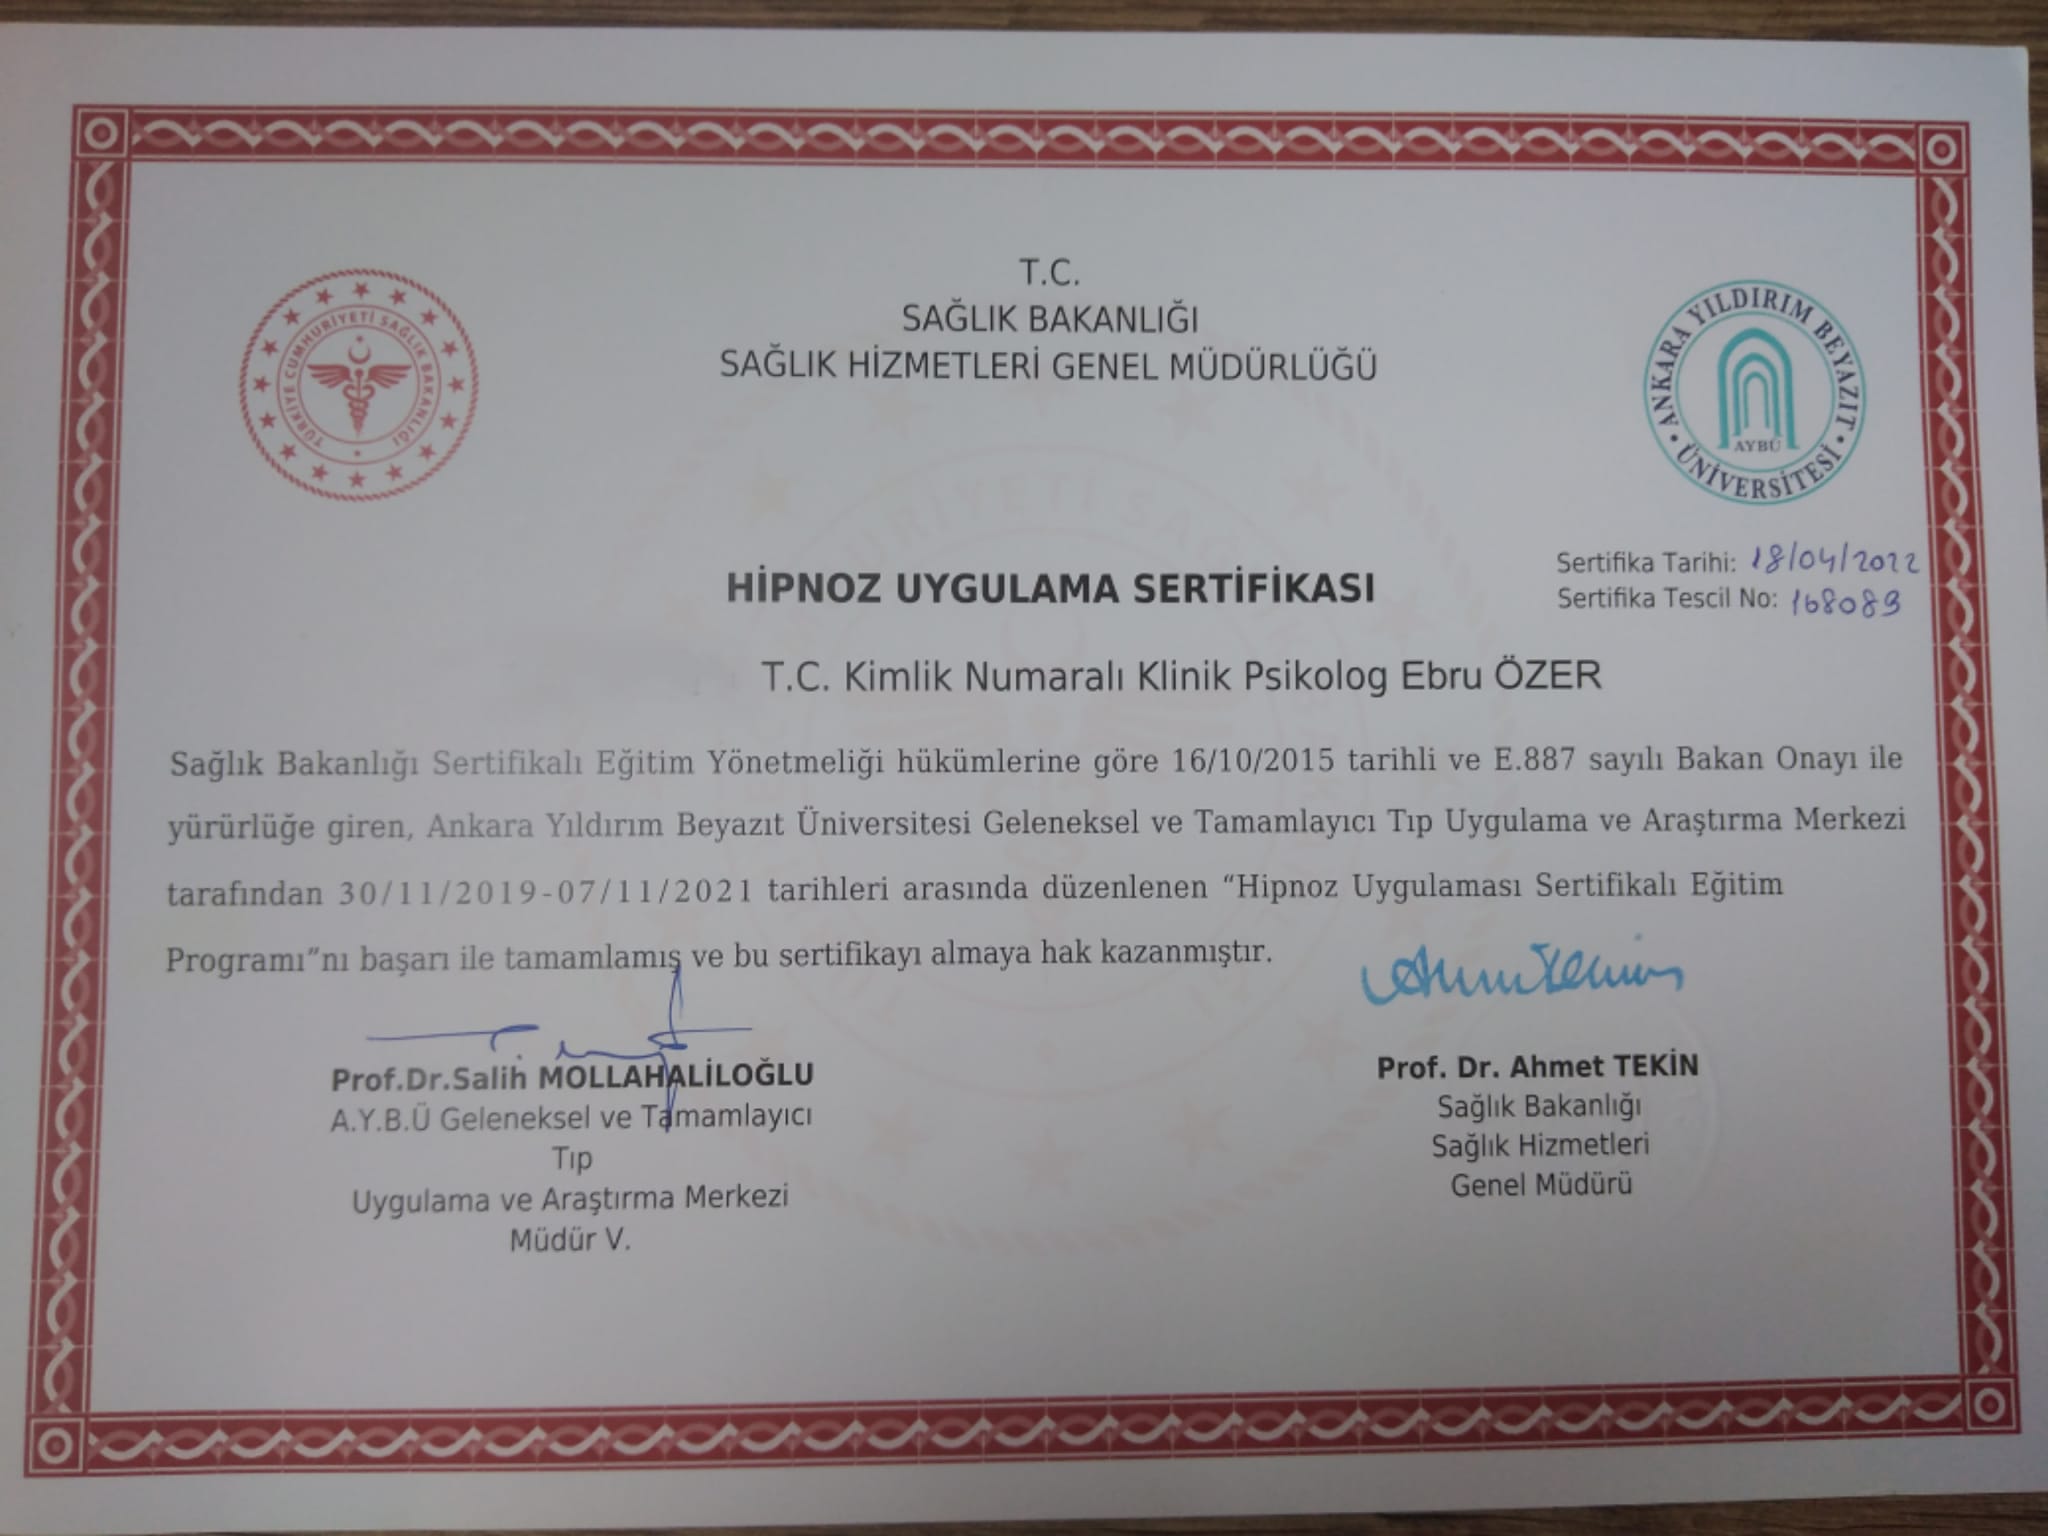 T.C.
SAĞLIK BAKANLIĞI
SAĞLIK HİZMETLERİ GENEL MÜDÜRLÜĞÜ
TÜRKİYE CUMHURİYETİ SAĞLIK BAKANLIĞI
ANKARA YILDIRIM BEYAZIT ÜNİVERSİTESİ
AYBÜ
Sertifika Tarihi: 18/04/2022
Sertifika Tescil No: 168089
HİPNOZ UYGULAMA SERTİFİKASI
T.C. Kimlik Numaralı Klinik Psikolog Ebru ÖZER
Sağlık Bakanlığı Sertifikalı Eğitim Yönetmeliği hükümlerine göre 16/10/2015 tarihli ve E.887 sayılı Bakan Onayı ile
yürürlüğe giren, Ankara Yıldırım Beyazıt Üniversitesi Geleneksel ve Tamamlayıcı Tıp Uygulama ve Araştırma Merkezi
tarafından 30/11/2019-07/11/2021 tarihleri arasında düzenlenen “Hipnoz Uygulaması Sertifikalı Eğitim
Programı”nı başarı ile tamamlamış ve bu sertifikayı almaya hak kazanmıştır.
Prof.Dr.Salih MOLLAHALİLOĞLU
A.Y.B.Ü Geleneksel ve Tamamlayıcı
Tıp
Uygulama ve Araştırma Merkezi
Müdür V.
Prof. Dr. Ahmet TEKİN
Sağlık Bakanlığı
Sağlık Hizmetleri
Genel Müdürü